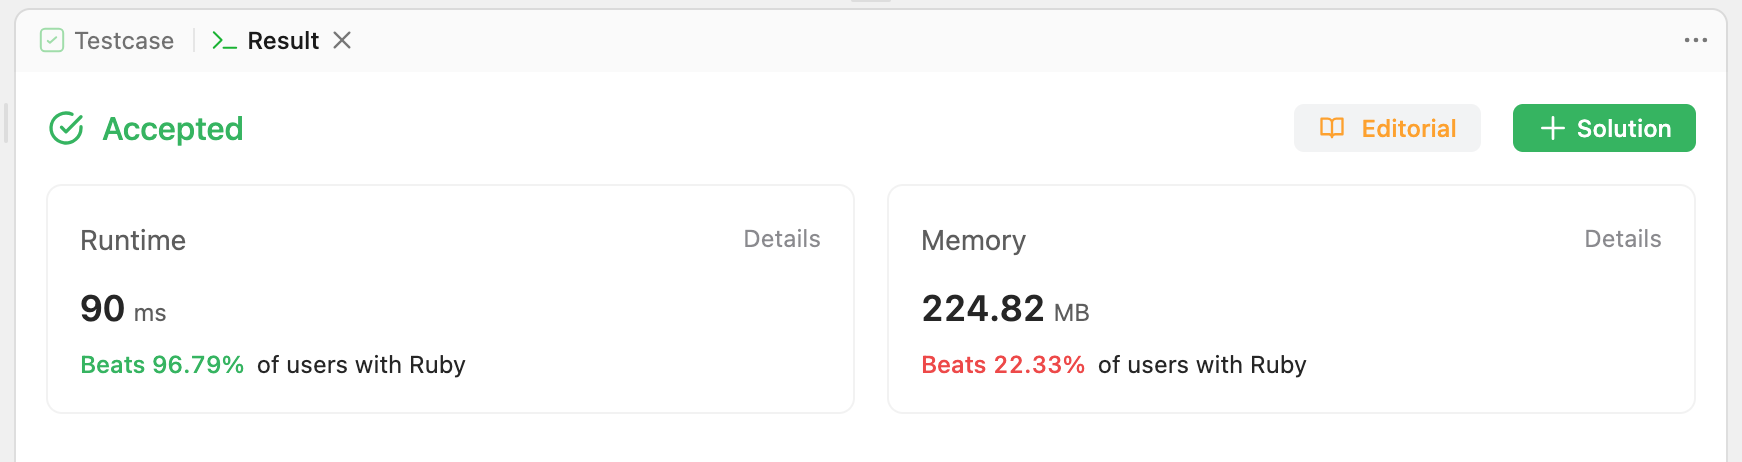 Testcase Result
Accepted
Editorial
Solution
Runtime Details
90 ms
Beats 96.79% of users with Ruby
Memory Details
224.82 MB
Beats 22.33% of users with Ruby